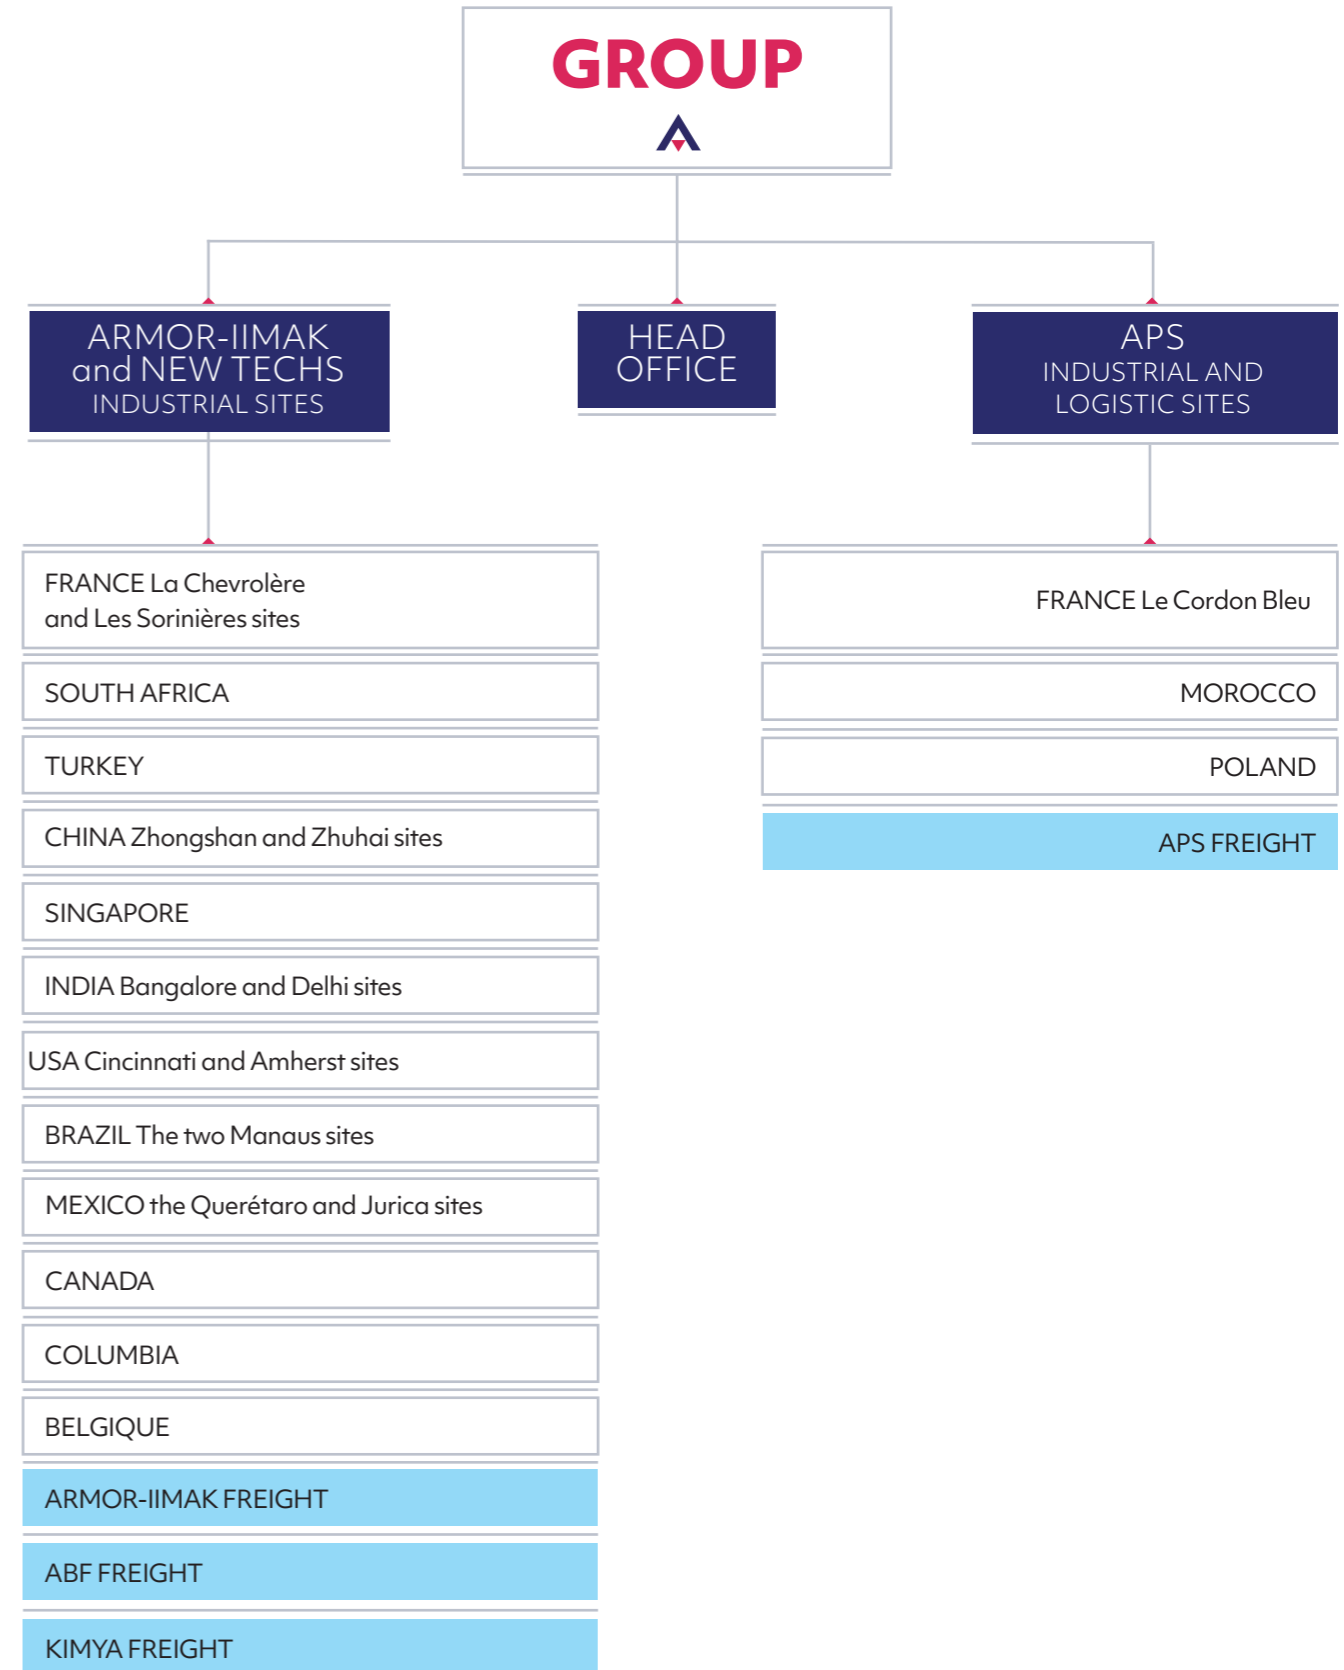 GROUP
ARMOR-IIMAK
and NEW TECHS
INDUSTRIAL SITES
HEAD
OFFICE
APS
INDUSTRIAL AND
LOGISTIC SITES
FRANCE La Chevrolère
and Les Sorinières sites
SOUTH AFRICA
TURKEY
CHINA Zhongshan and Zhuhai sites
SINGAPORE
INDIA Bangalore and Delhi sites
USA Cincinnati and Amherst sites
BRAZIL The two Manaus sites
MEXICO the Querétaro and Jurica sites
CANADA
COLUMBIA
BELGIQUE
ARMOR-IIMAK FREIGHT
ABF FREIGHT
KIMYA FREIGHT
FRANCE Le Cordon Bleu
MOROCCO
POLAND
APS FREIGHT